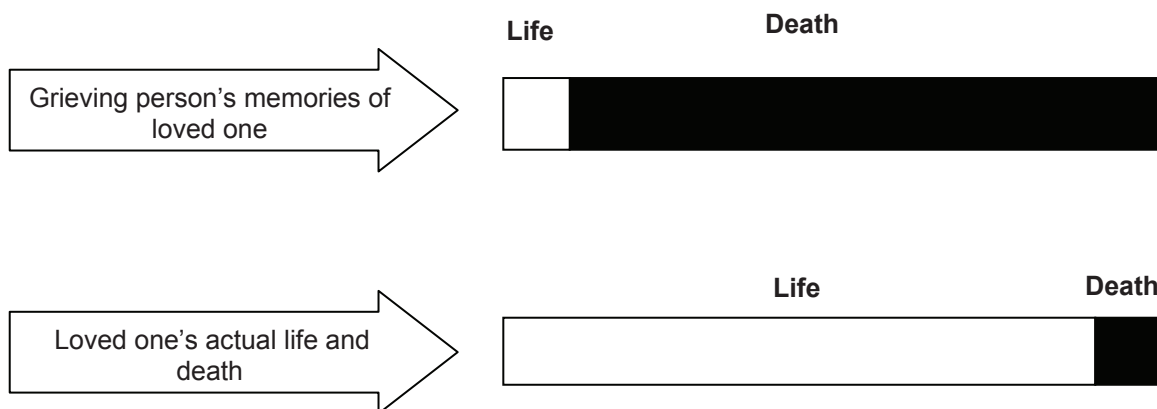 Life Death
Grieving person’s memories of
loved one
Life Death
Loved one’s actual life and
death